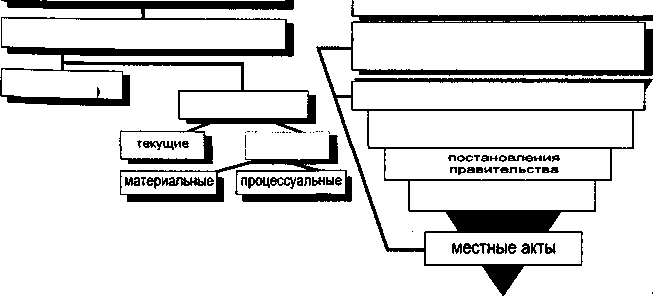 текущие
материальные процессуальные
постановления
правительства
местные акты